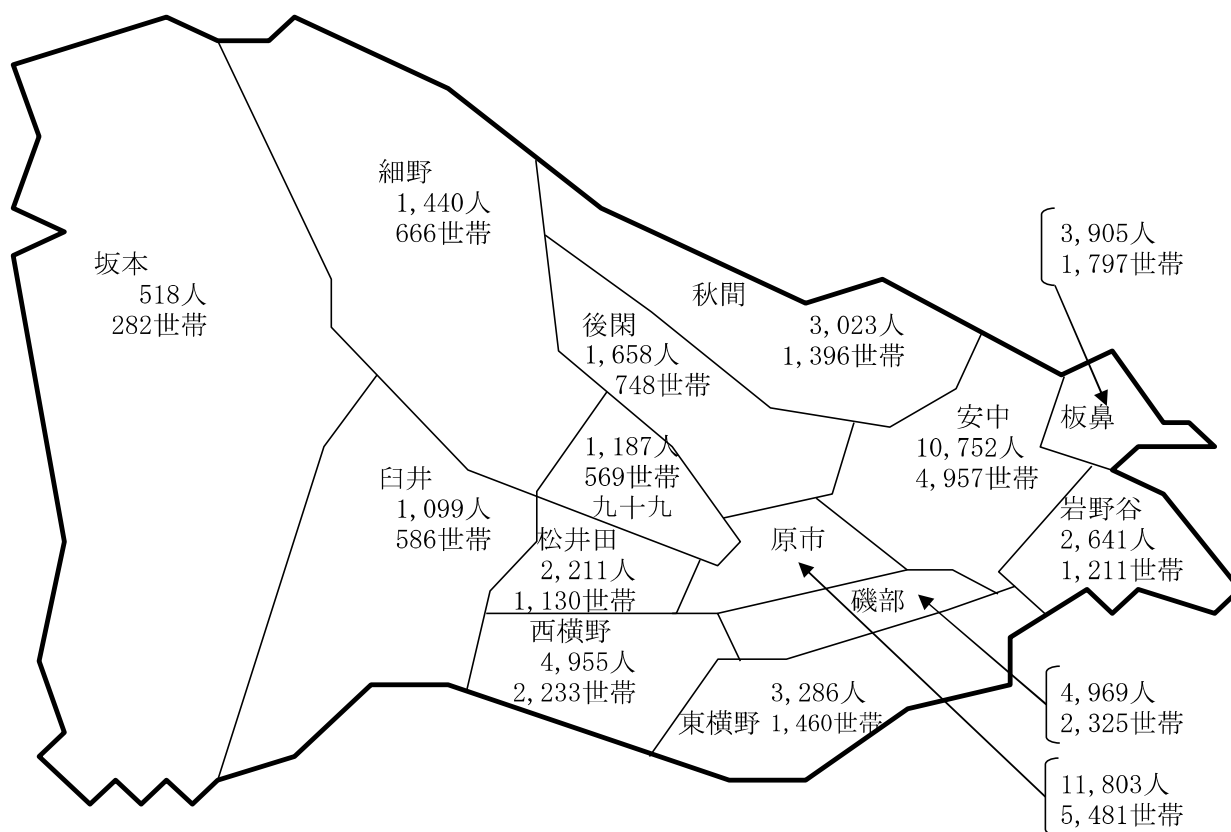 細野
1,440人
666世帯
坂本
518人
282世帯
秋間
3,023人
1,396世帯
3,905人
1,797世帯
板鼻
後閑
1,658人
748世帯
安中
10,752人
4,957世帯
1,187人
569世帯
九十九
臼井
1,099人
586世帯
松井田
2,211人
1,130世帯
原市
岩野谷
2,641人
1,211世帯
磯部
西横野
4,955人
2,233世帯
3,286人
東横野 1,460世帯
4,969人
2,325世帯
11,803人
5,481世帯